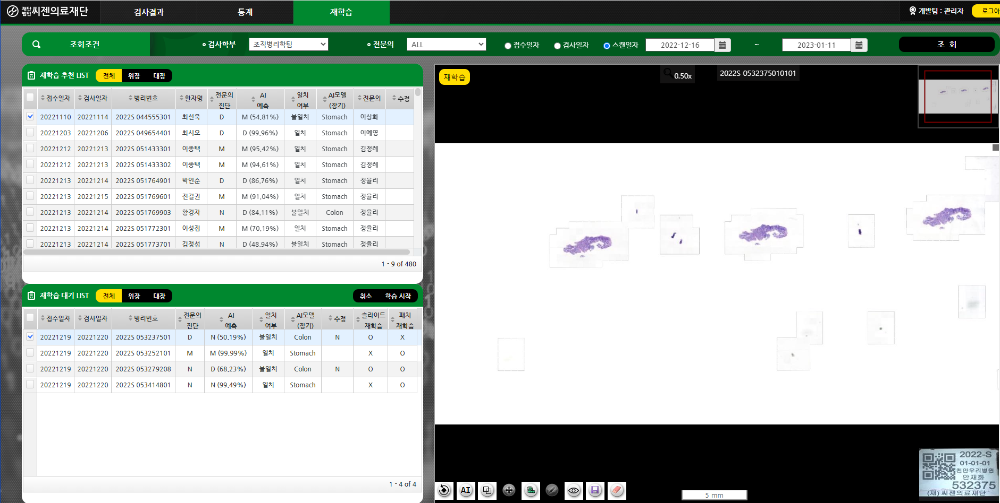 재단법인 씨젠의료재단 검사결과 통계 재학습 개발팀 : 관리자 로그아
조회조건 검사학부 조직병리학팀 전문의 ALL 접수일자 검사일자 스캔일자 2022-12-16 ~ 2023-01-11 조 회
재학습 추천 LIST 전체 위장 대장
접수일자 검사일자 병리번호 환자명 전문의 진단 AI 예측 일치 여부 AI모델 (장기) 전문의 수정
20221110 20221114 2022S 044555301 최선욱 D M (54.81%) 불일치 Stomach 이상화
20221203 20221206 2022S 049654401 최시오 D D (99.96%) 일치 Stomach 이예영
20221212 20221213 2022S 051433301 이종택 M M (95.42%) 일치 Stomach 김정례
20221212 20221213 2022S 051433302 이종택 M M (94.61%) 일치 Stomach 김정례
20221213 20221214 2022S 051764901 박인순 D D (86.76%) 일치 Stomach 정율리
20221213 20221215 2022S 051769601 전길권 M M (91.04%) 일치 Stomach 정율리
20221213 20221214 2022S 051769903 황경자 N D (84.11%) 불일치 Colon 정율리
20221213 20221214 2022S 051772301 이성집 M M (70.19%) 일치 Stomach 정율리
20221213 20221214 2022S 051773701 김정섭 N D (48.94%) 불일치 Stomach 정율리
1 - 9 of 480
재학습 대기 LIST 전체 위장 대장 취소 학습 시작
접수일자 검사일자 병리번호 전문의 진단 AI 예측 일치 여부 AI모델 (장기) 수정 슬라이드 재학습 패치 재학습
20221219 20221220 2022S 053237501 D N (50.19%) 불일치 Colon N O X
20221219 20221220 2022S 053252101 M M (99.99%) 일치 Stomach X O
20221219 20221220 2022S 053279208 N D (68.23%) 불일치 Colon N O O
20221219 20221220 2022S 053414801 N N (99.49%) 일치 Stomach X O
1 - 4 of 4
재학습 0.50x 2022S 0532375010101
AI
5 mm
2022-S
01-01-01
천안우리병원
안재화
532375
(재) 씨젠의료재단